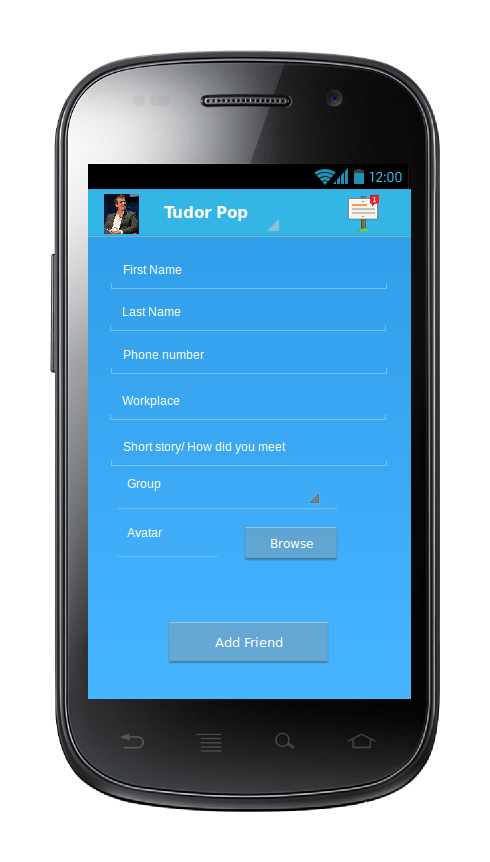 12:00
Tudor Pop
1
First Name
Last Name
Phone number
Workplace
Short story/ How did you meet
Group
Avatar
Browse
Add Friend